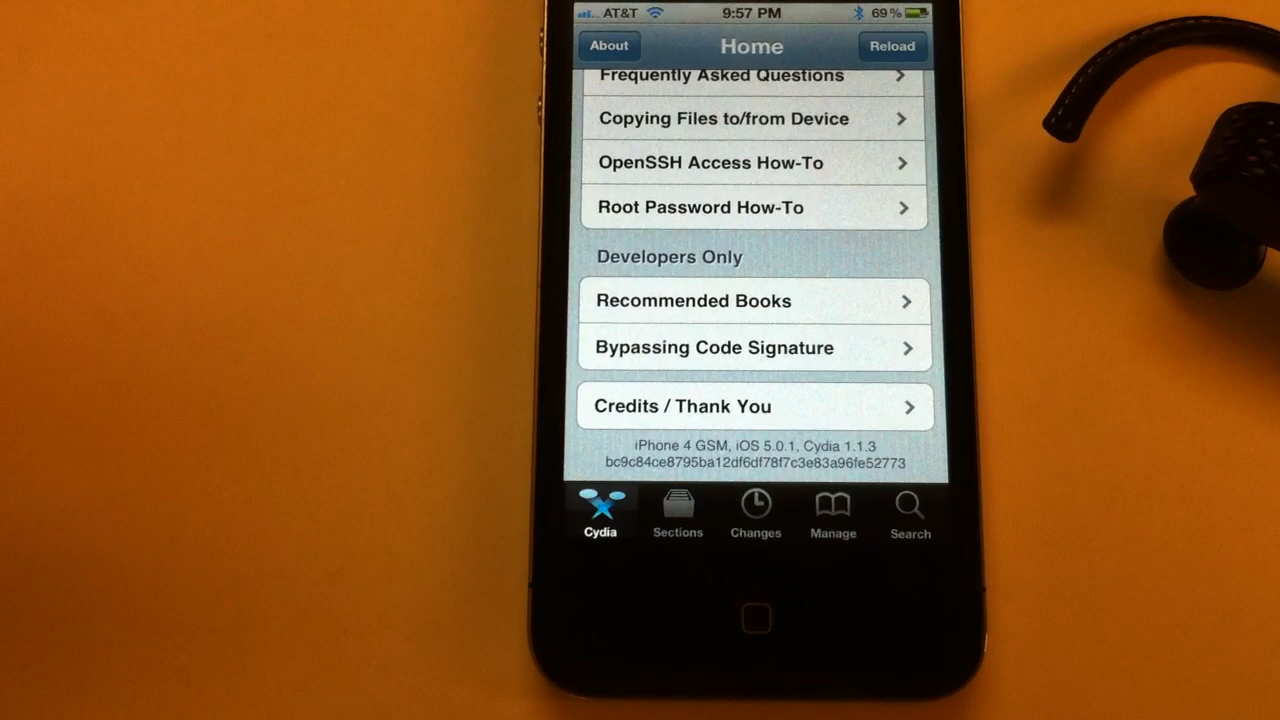 AT&T 9:57 PM 69%
About Home Reload
Frequently Asked Questions
Copying Files to/from Device
OpenSSH Access How-To
Root Password How-To
Developers Only
Recommended Books
Bypassing Code Signature
Credits / Thank You
iPhone 4 GSM, iOS 5.0.1, Cydia 1.1.3
bc9c84ce8795ba12df6df78f7c3e83a96fe52773
Cydia Sections Changes Manage Search